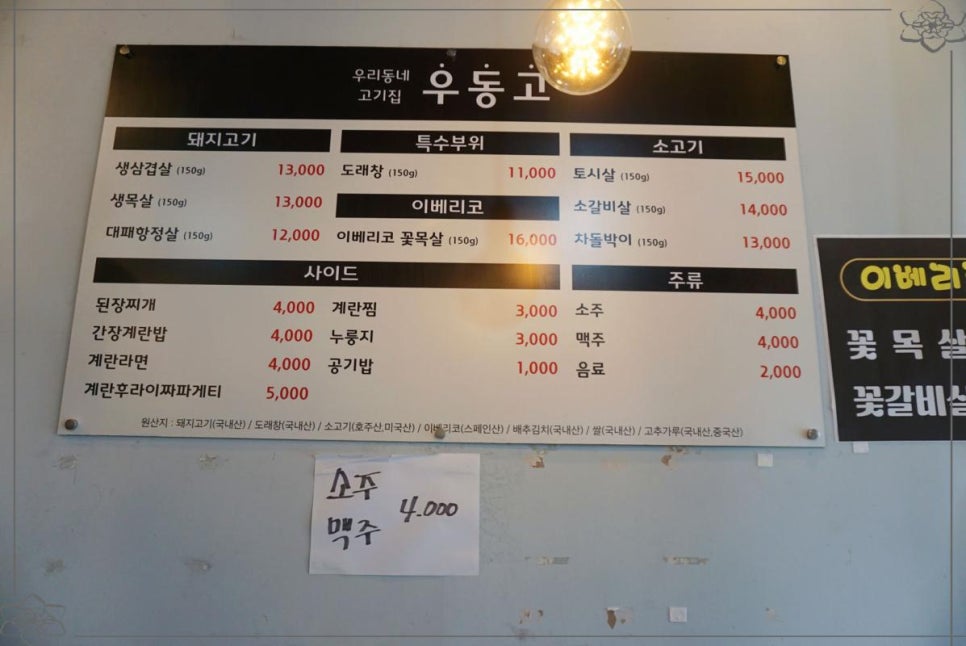 우리동네
고기집
우동고
돼지고기
생삼겹살 (150g) 13,000
생목살 (150g) 13,000
대패항정살 (150g) 12,000
특수부위
도래창 (150g) 11,000
이베리코
이베리코 꽃목살 (150g) 16,000
소고기
토시살 (150g) 15,000
소갈비살 (150g) 14,000
차돌박이 (150g) 13,000
사이드
된장찌개 4,000
간장계란밥 4,000
계란라면 4,000
계란후라이짜파게티 5,000
계란찜 3,000
누룽지 3,000
공기밥 1,000
주류
소주 4,000
맥주 4,000
음료 2,000
원산지 : 돼지고기(국내산) / 도래창(국내산) / 소고기(호주산,미국산) / 이베리코(스페인산) / 배추김치(국내산) / 쌀(국내산) / 고추가루(국내산,중국산)
소주
맥주
4.000
이베리
꽃목살
꽃갈비살